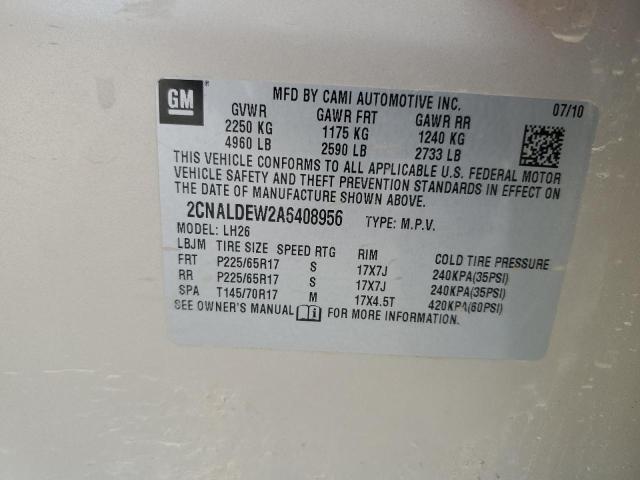 GM
MFD BY CAMI AUTOMOTIVE INC. 07/10
GVWR GAWR FRT GAWR RR
2250 KG 1175 KG 1240 KG
4960 LB 2590 LB 2733 LB
THIS VEHICLE CONFORMS TO ALL APPLICABLE U.S. FEDERAL MOTOR
VEHICLE SAFETY AND THEFT PREVENTION STANDARDS IN EFFECT ON
THE DATE OF MANUFACTURE SHOWN ABOVE.
2CNALDEW2A6408956 TYPE: M.P.V.
MODEL: LH26
LBJM TIRE SIZE SPEED RTG RIM COLD TIRE PRESSURE
FRT P225/65R17 S 17X7J 240KPA(35PSI)
RR P225/65R17 S 17X7J 240KPA(35PSI)
SPA T145/70R17 M 17X4.5T 420KPA(60PSI)
SEE OWNER'S MANUAL i FOR MORE INFORMATION.